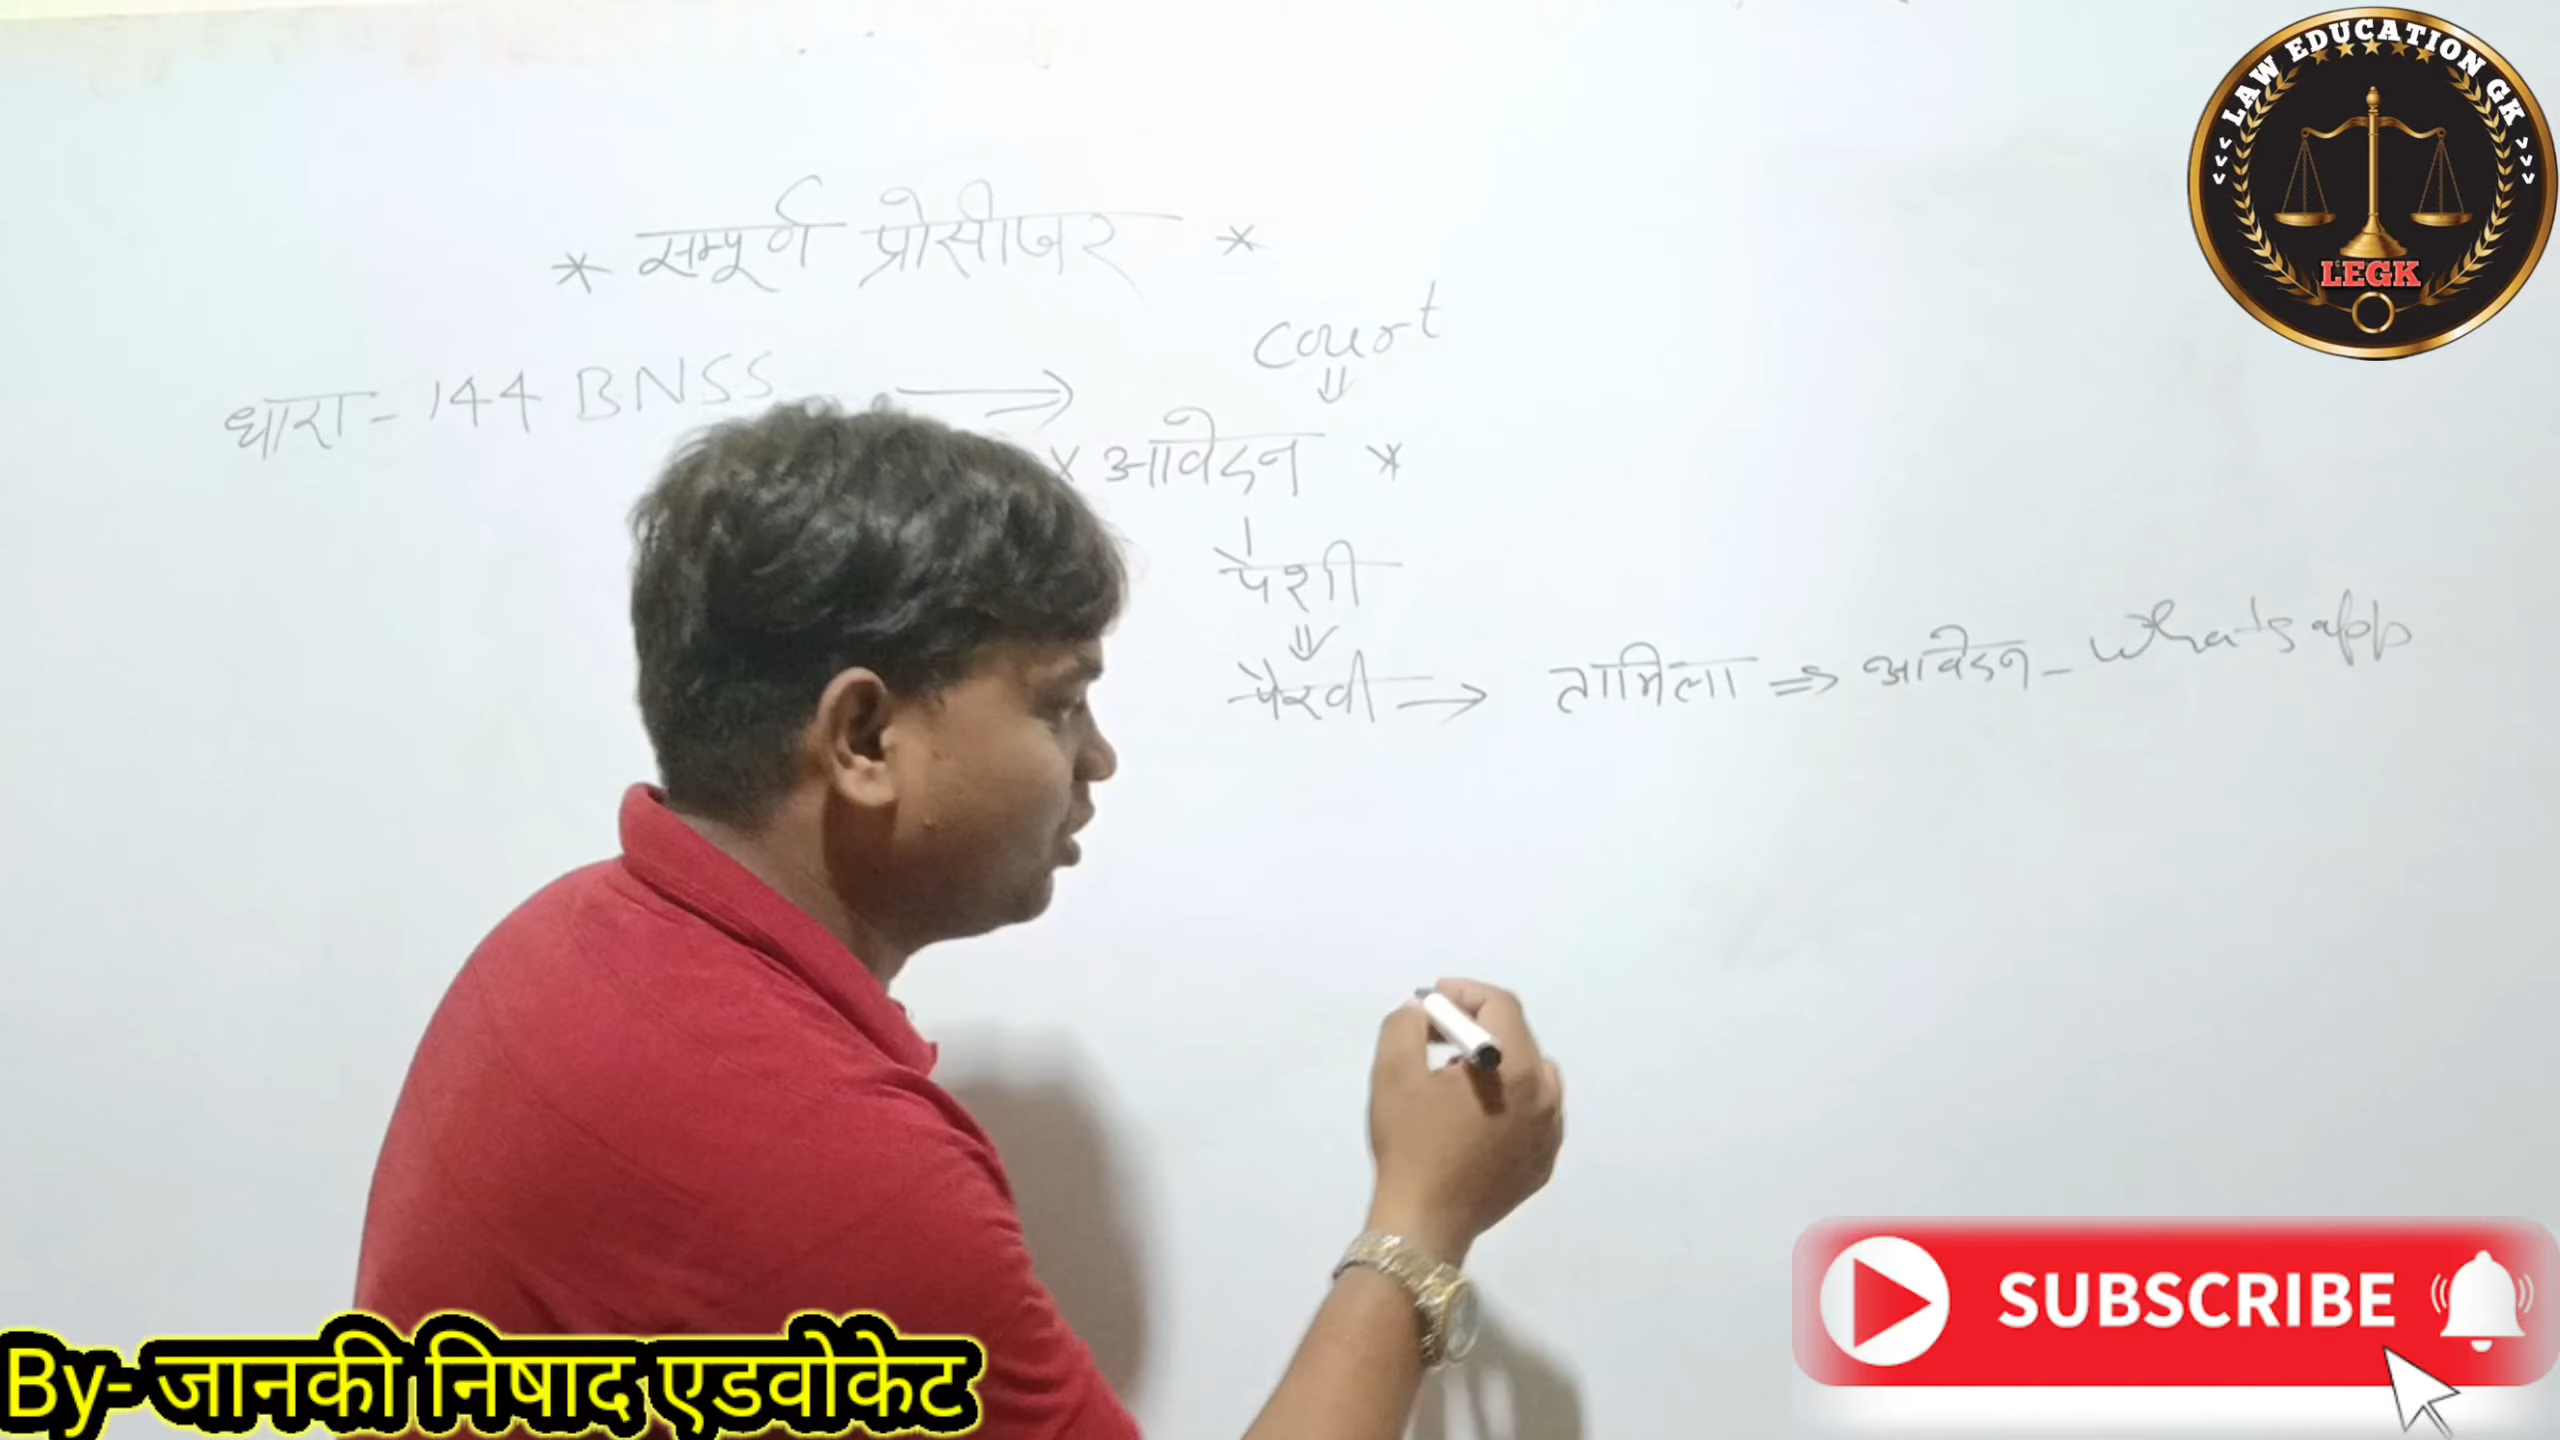 << LAW EDUCATION GK >>
LEGK
* सम्पूर्ण प्रोसीजर *
Court
धारा - 144 BNSS
* आवेदन *
पेशी
पैरवी → तामिला ⇒ आवेदन - Whatsapp
By- जानकी निषाद एडवोकेट
SUBSCRIBE